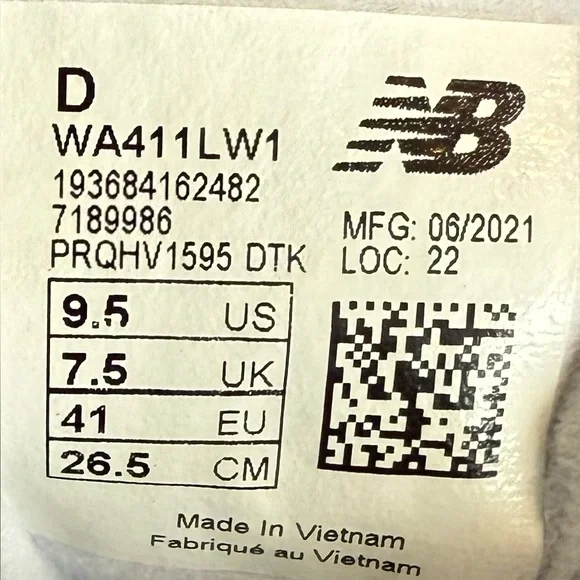 D
NB
WA411LW1
193684162482
7189986
PRQHV1595 DTK
MFG: 06/2021
LOC: 22
9.5 US
7.5 UK
41 EU
26.5 CM
Made In Vietnam
Fabriqué au Vietnam